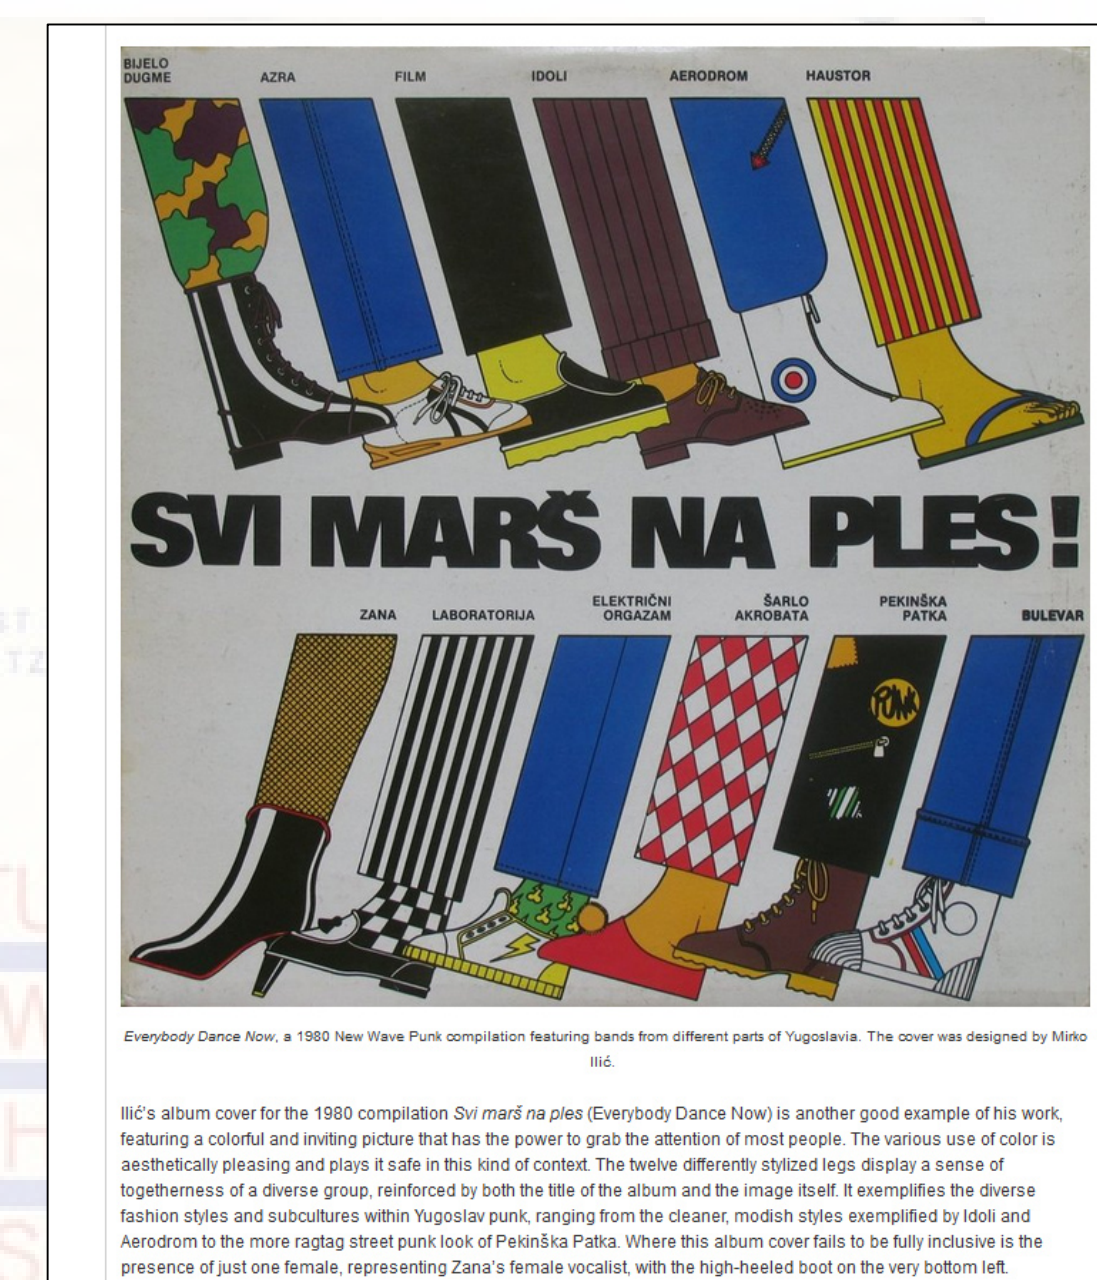 BIJELO
DUGME
AZRA
FILM
IDOLI
AERODROM
HAUSTOR
SVI MARŠ NA PLES!
ZANA
LABORATORIJA
ELEKTRIČNI
ORGAZAM
ŠARLO
AKROBATA
PEKINŠKA
PATKA
BULEVAR
PUNK
Everybody Dance Now, a 1980 New Wave Punk compilation featuring bands from different parts of Yugoslavia. The cover was designed by Mirko
Ilić.
Ilić's album cover for the 1980 compilation Svi marš na ples (Everybody Dance Now) is another good example of his work,
featuring a colorful and inviting picture that has the power to grab the attention of most people. The various use of color is
aesthetically pleasing and plays it safe in this kind of context. The twelve differently stylized legs display a sense of
togetherness of a diverse group, reinforced by both the title of the album and the image itself. It exemplifies the diverse
fashion styles and subcultures within Yugoslav punk, ranging from the cleaner, modish styles exemplified by Idoli and
Aerodrom to the more ragtag street punk look of Pekinška Patka. Where this album cover fails to be fully inclusive is the
presence of just one female, representing Zana's female vocalist, with the high-heeled boot on the very bottom left.